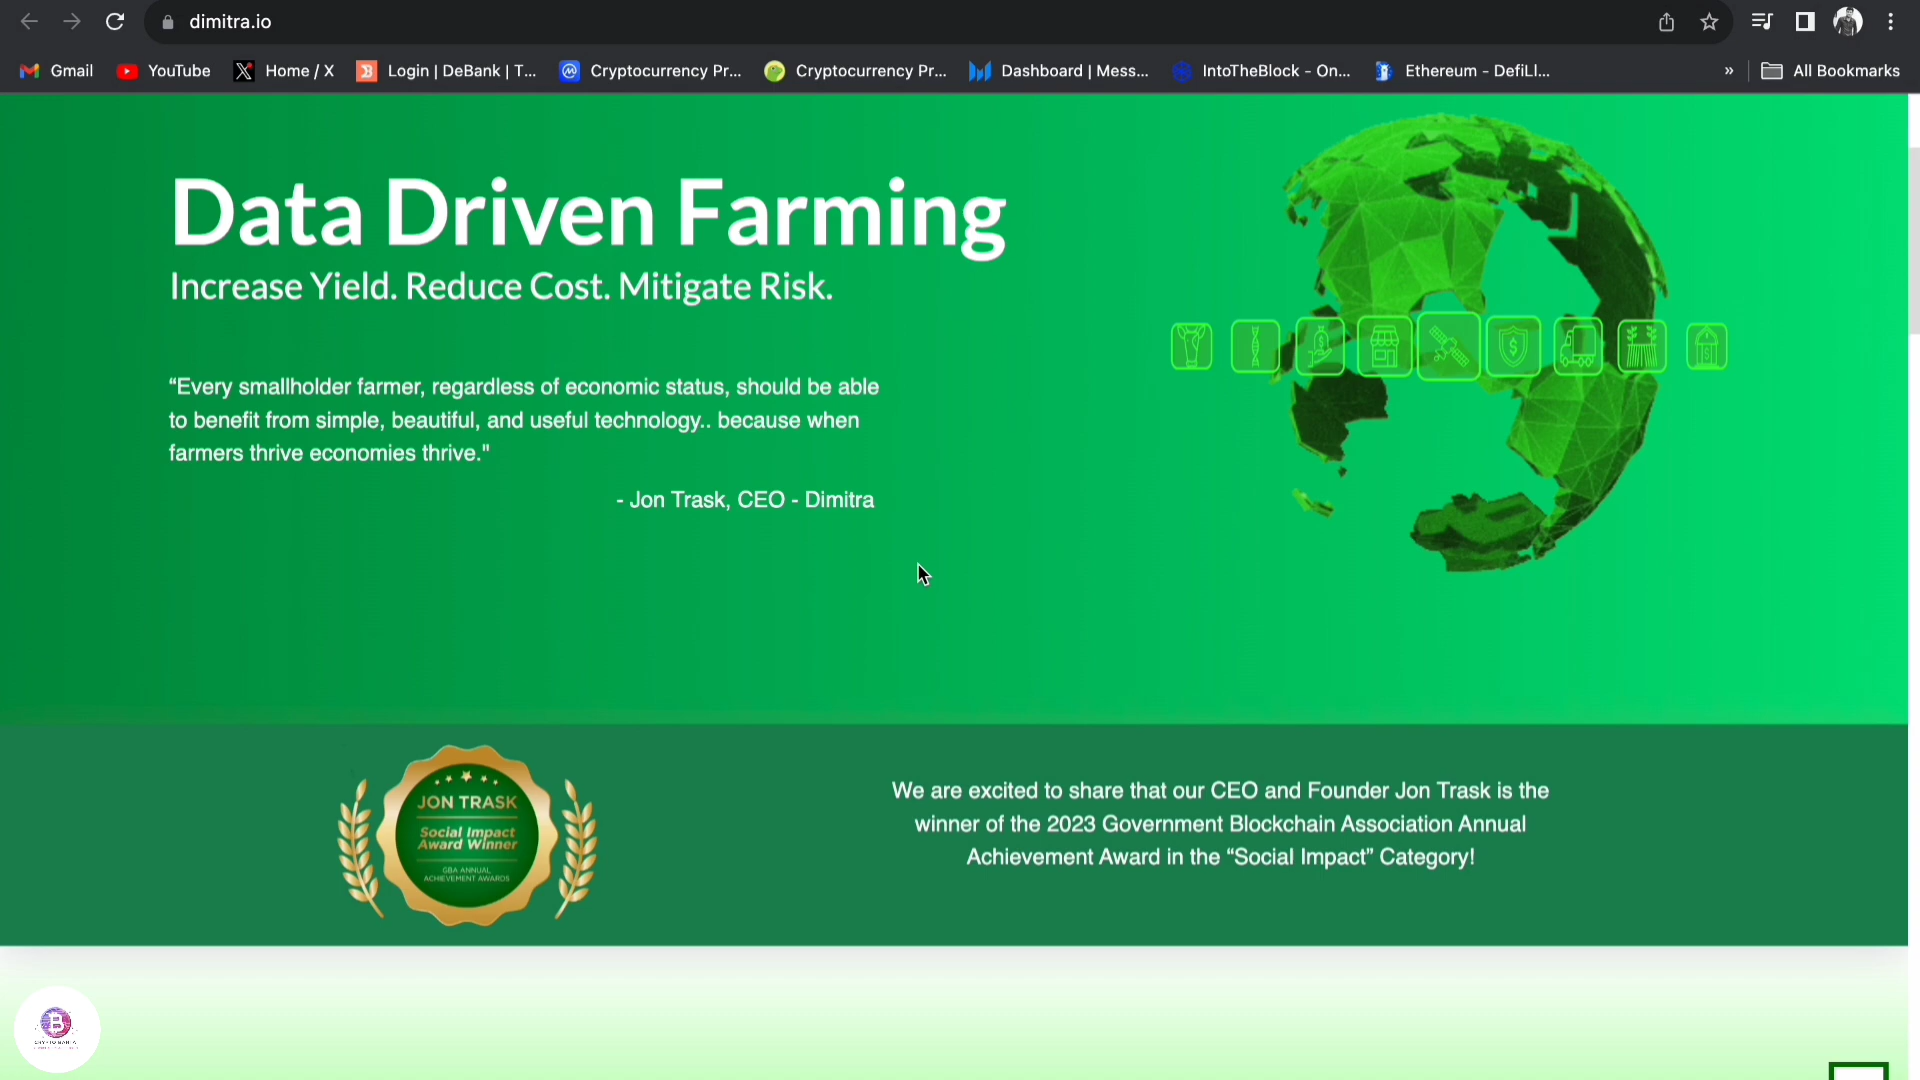 dimitra.io
Gmail
YouTube
Home / X
Login | DeBank | T...
Cryptocurrency Pr...
Cryptocurrency Pr...
Dashboard | Mess...
IntoTheBlock - On...
Ethereum - DefiLl...
»
All Bookmarks
Data Driven Farming
Increase Yield. Reduce Cost. Mitigate Risk.
“Every smallholder farmer, regardless of economic status, should be able
to benefit from simple, beautiful, and useful technology.. because when
farmers thrive economies thrive."
- Jon Trask, CEO - Dimitra
JON TRASK
Social Impact
Award Winner
GBA ANNUAL
ACHIEVEMENT AWARDS
We are excited to share that our CEO and Founder Jon Trask is the
winner of the 2023 Government Blockchain Association Annual
Achievement Award in the “Social Impact” Category!